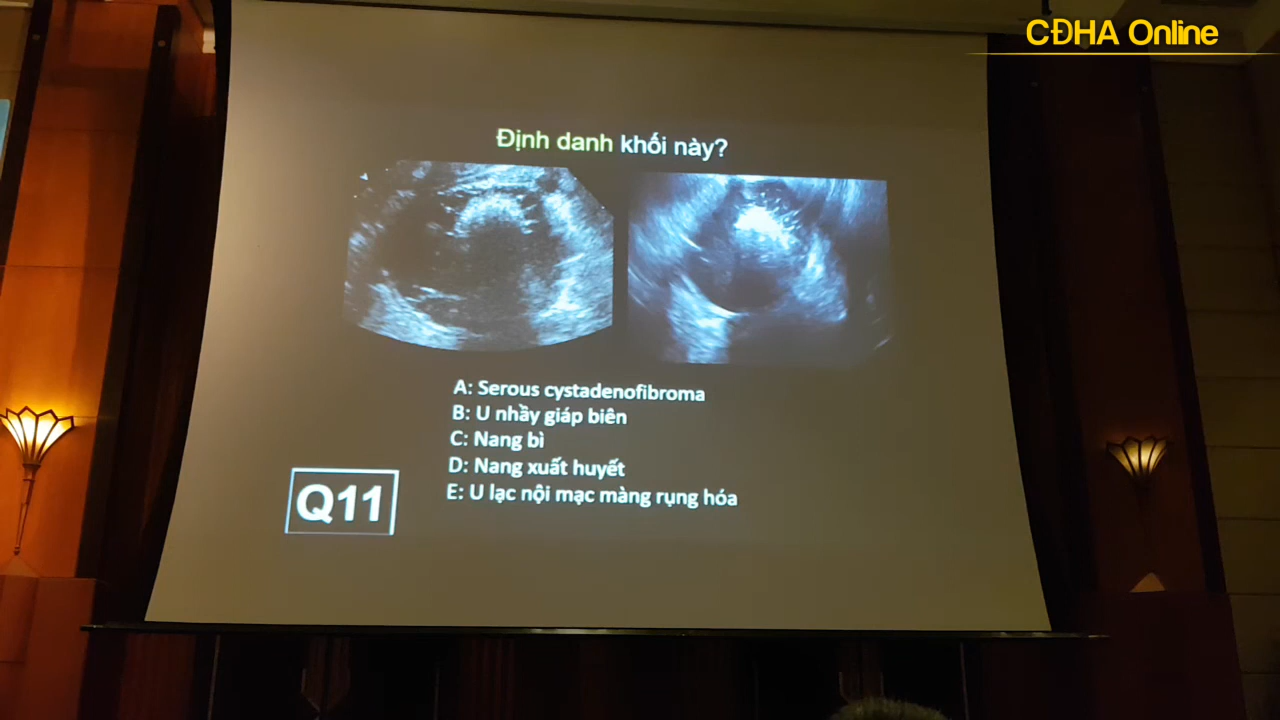 CĐHA Online
Định danh khối này?
A: Serous cystadenofibroma
B: U nhầy giáp biên
C: Nang bì
D: Nang xuất huyết
E: U lạc nội mạc màng rụng hóa
Q11